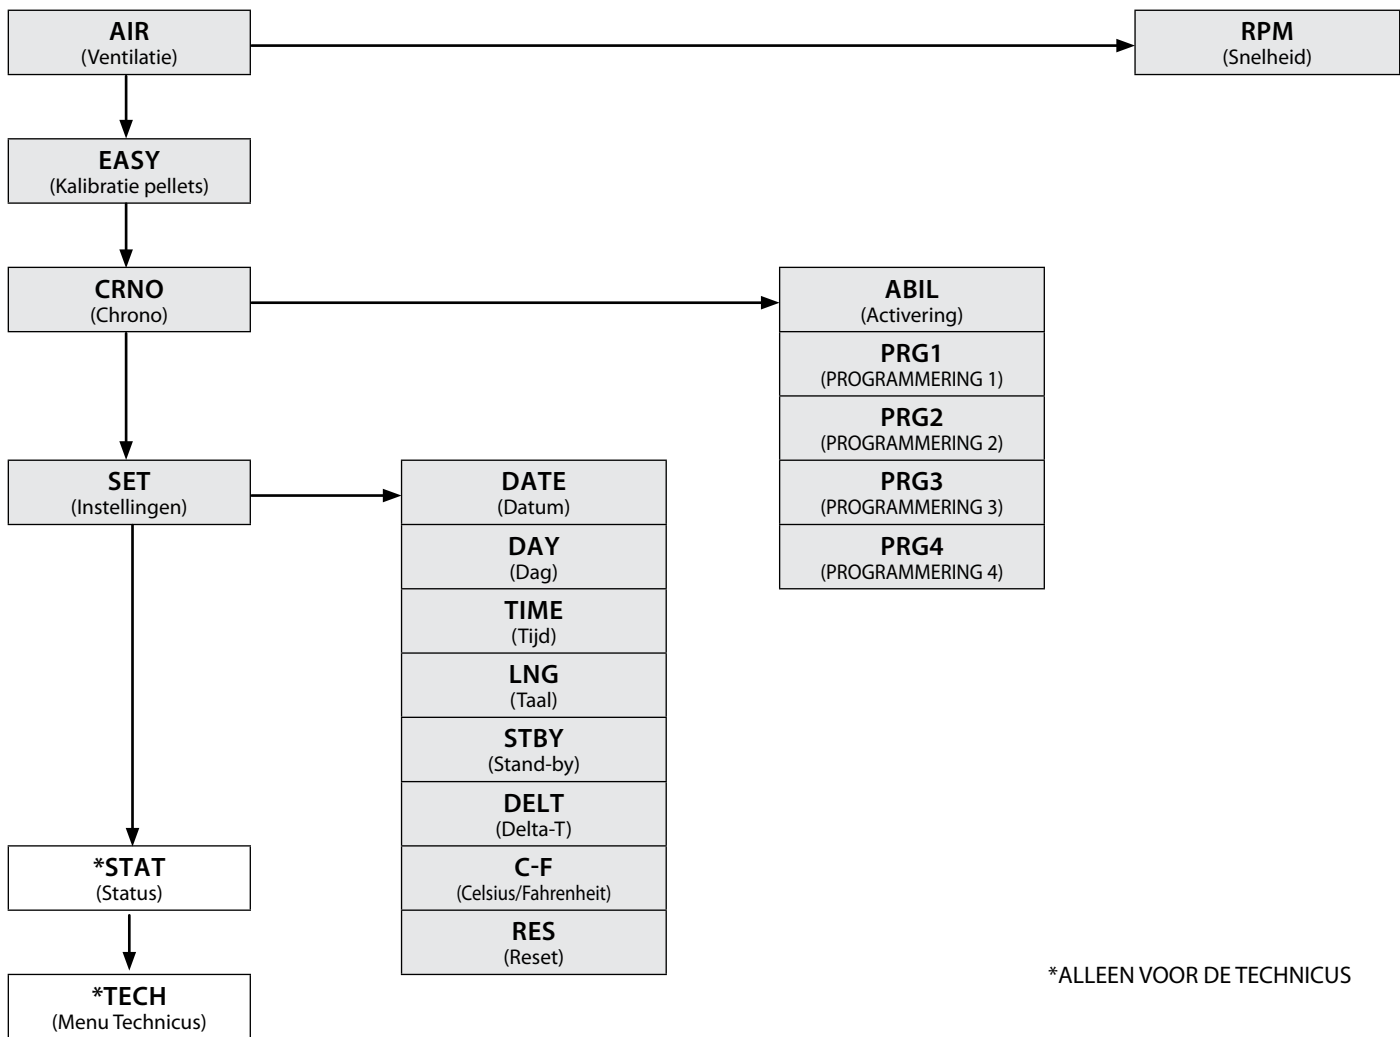 AIR
(Ventilatie)
RPM
(Snelheid)
EASY
(Kalibratie pellets)
CRNO
(Chrono)
ABIL
(Activering)
PRG1
(PROGRAMMERING 1)
PRG2
(PROGRAMMERING 2)
PRG3
(PROGRAMMERING 3)
PRG4
(PROGRAMMERING 4)
SET
(Instellingen)
DATE
(Datum)
DAY
(Dag)
TIME
(Tijd)
LNG
(Taal)
STBY
(Stand-by)
DELT
(Delta-T)
C-F
(Celsius/Fahrenheit)
RES
(Reset)
*STAT
(Status)
*TECH
(Menu Technicus)
*ALLEEN VOOR DE TECHNICUS